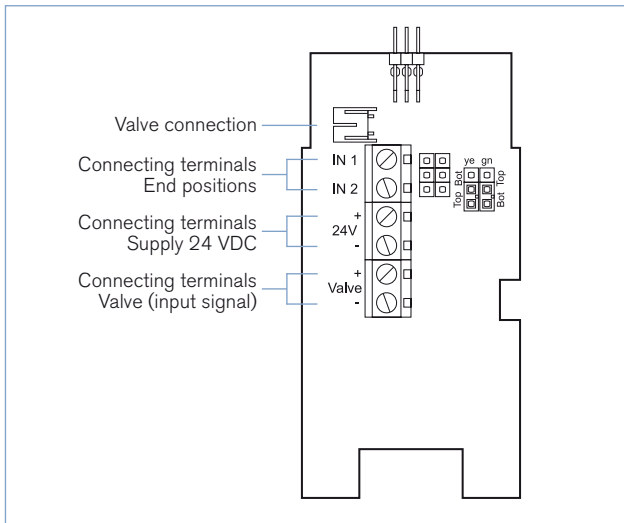 Valve connection
Connecting terminals
End positions
Connecting terminals
Supply 24 VDC
Connecting terminals
Valve (input signal)
IN 1
IN 2
+
24V
-
+
Valve
-
ye gn
Bot Top
Top Bot